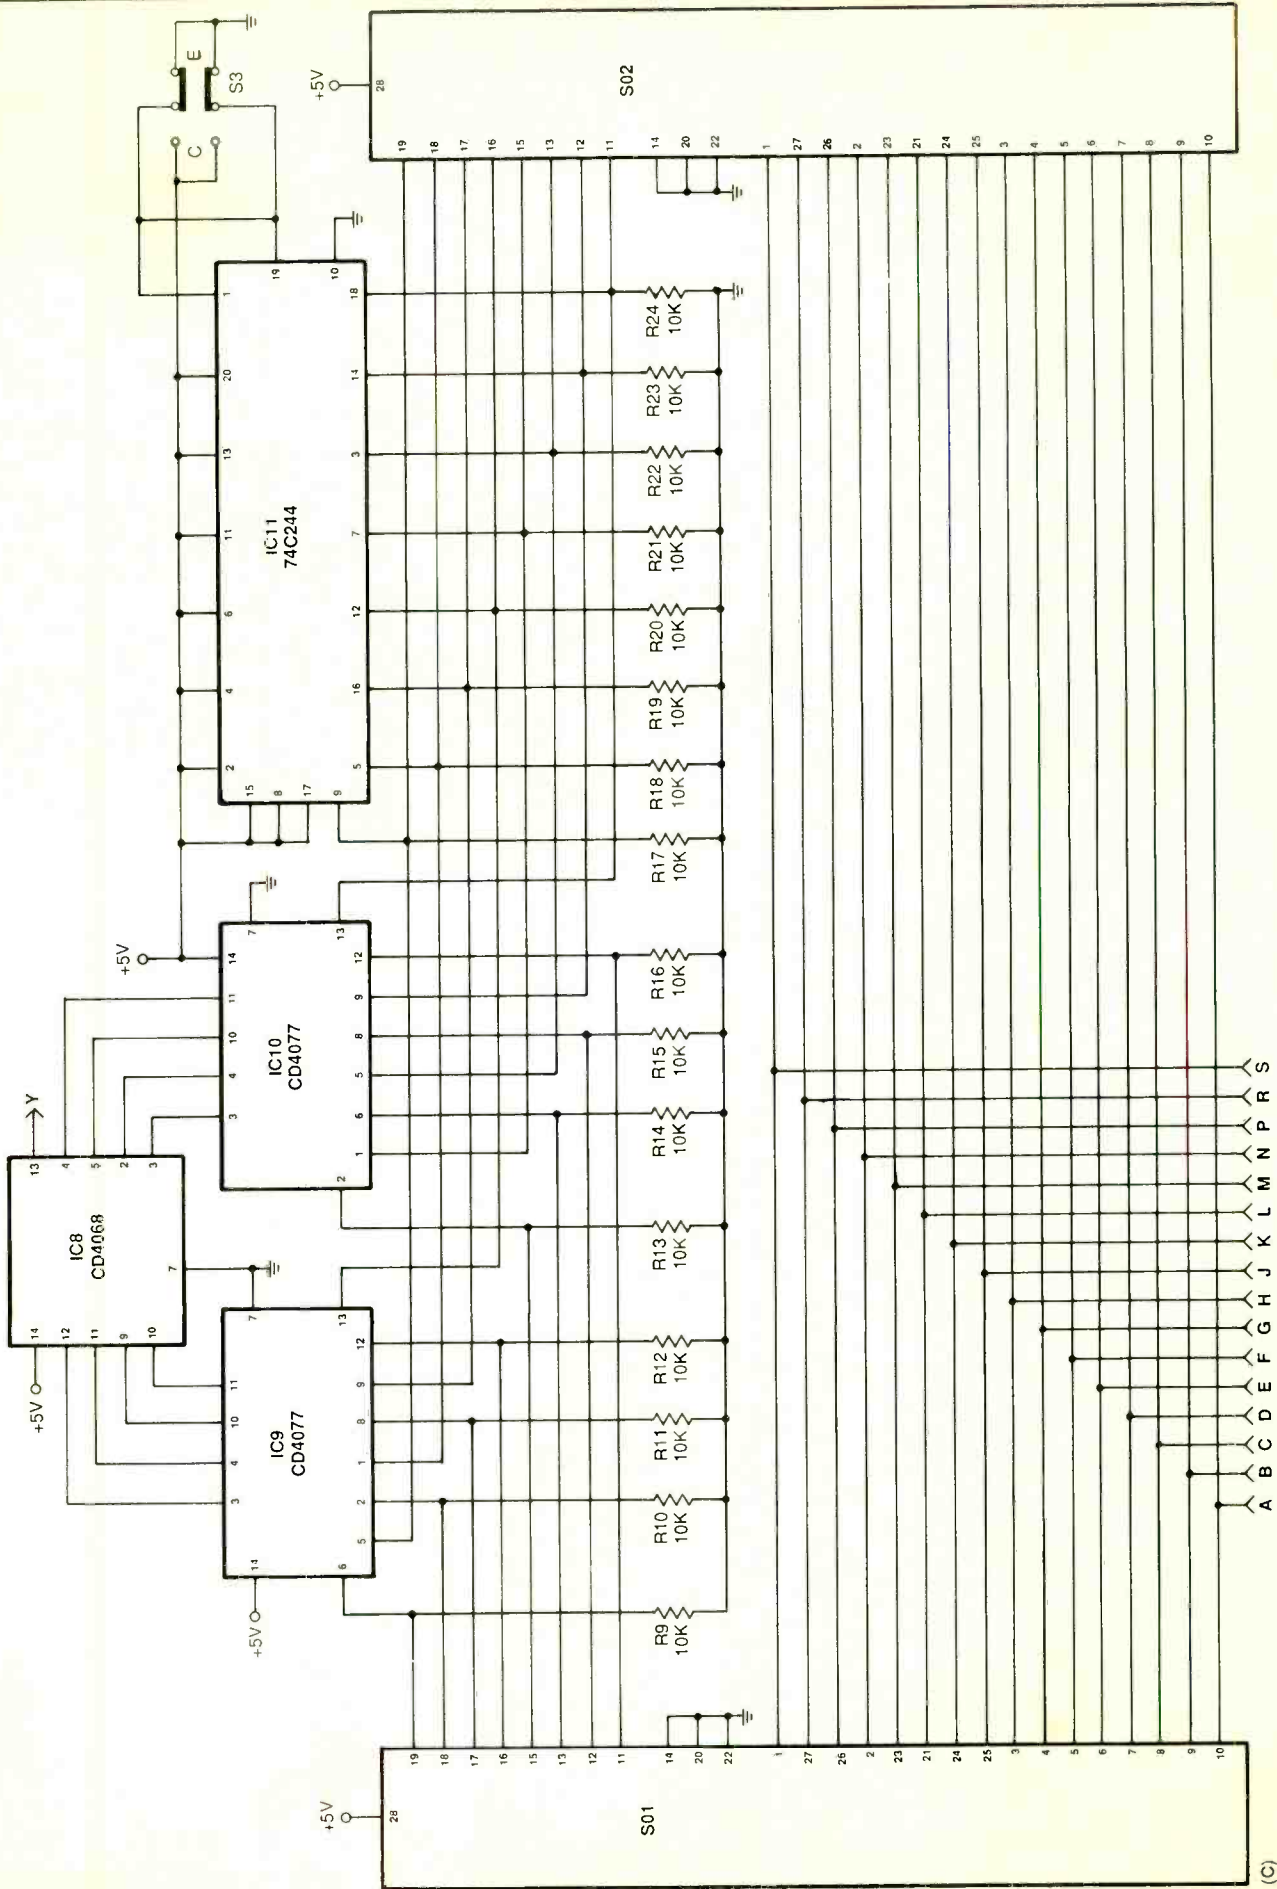 IC8
CD4068
+5V
14
12
11
9
10
7
13
Y
4
5
2
3
+5V
IC9
CD4077
14
3
4
10
11
7
6
5
2
1
8
9
12
13
IC10
CD4077
+5V
3
4
10
11
14
7
2
1
6
5
8
9
12
13
IC11
74C244
15
8
17
9
2
4
6
11
13
20
1
19
10
5
16
12
7
3
14
18
C
E
S3
+5V
28
S01
19
18
17
16
15
13
12
11
14
20
22
1
27
26
2
23
21
24
25
3
4
5
6
7
8
9
10
R9
10K
R10
10K
R11
10K
R12
10K
R13
10K
R14
10K
R15
10K
R16
10K
R17
10K
R18
10K
R19
10K
R20
10K
R21
10K
R22
10K
R23
10K
R24
10K
+5V
28
S02
19
18
17
16
15
13
12
11
14
20
22
1
27
26
2
23
21
24
25
3
4
5
6
7
8
9
10
A B C D E F G H J K L M N P R S
(C)